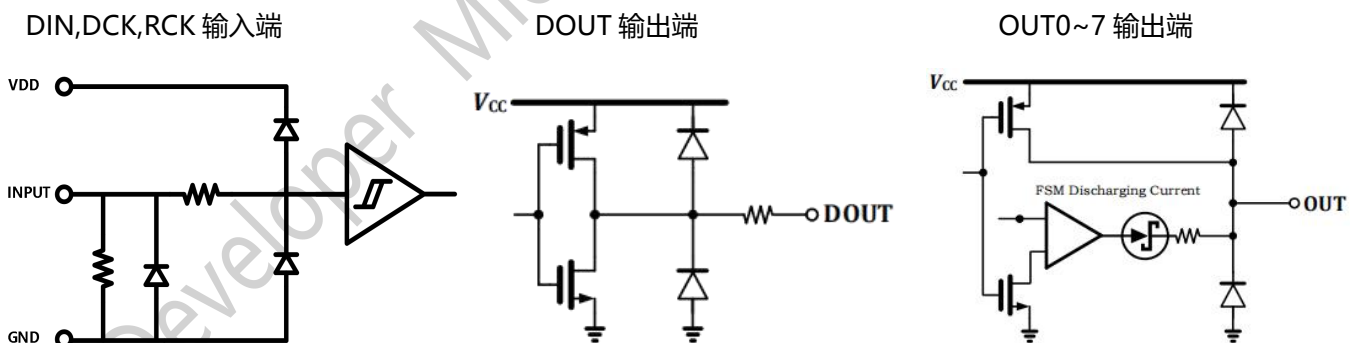 DIN,DCK,RCK 输入端
DOUT 输出端
OUT0~7 输出端
VDD
INPUT
GND
VCC
DOUT
VCC
FSM Discharging Current
OUT
Developer